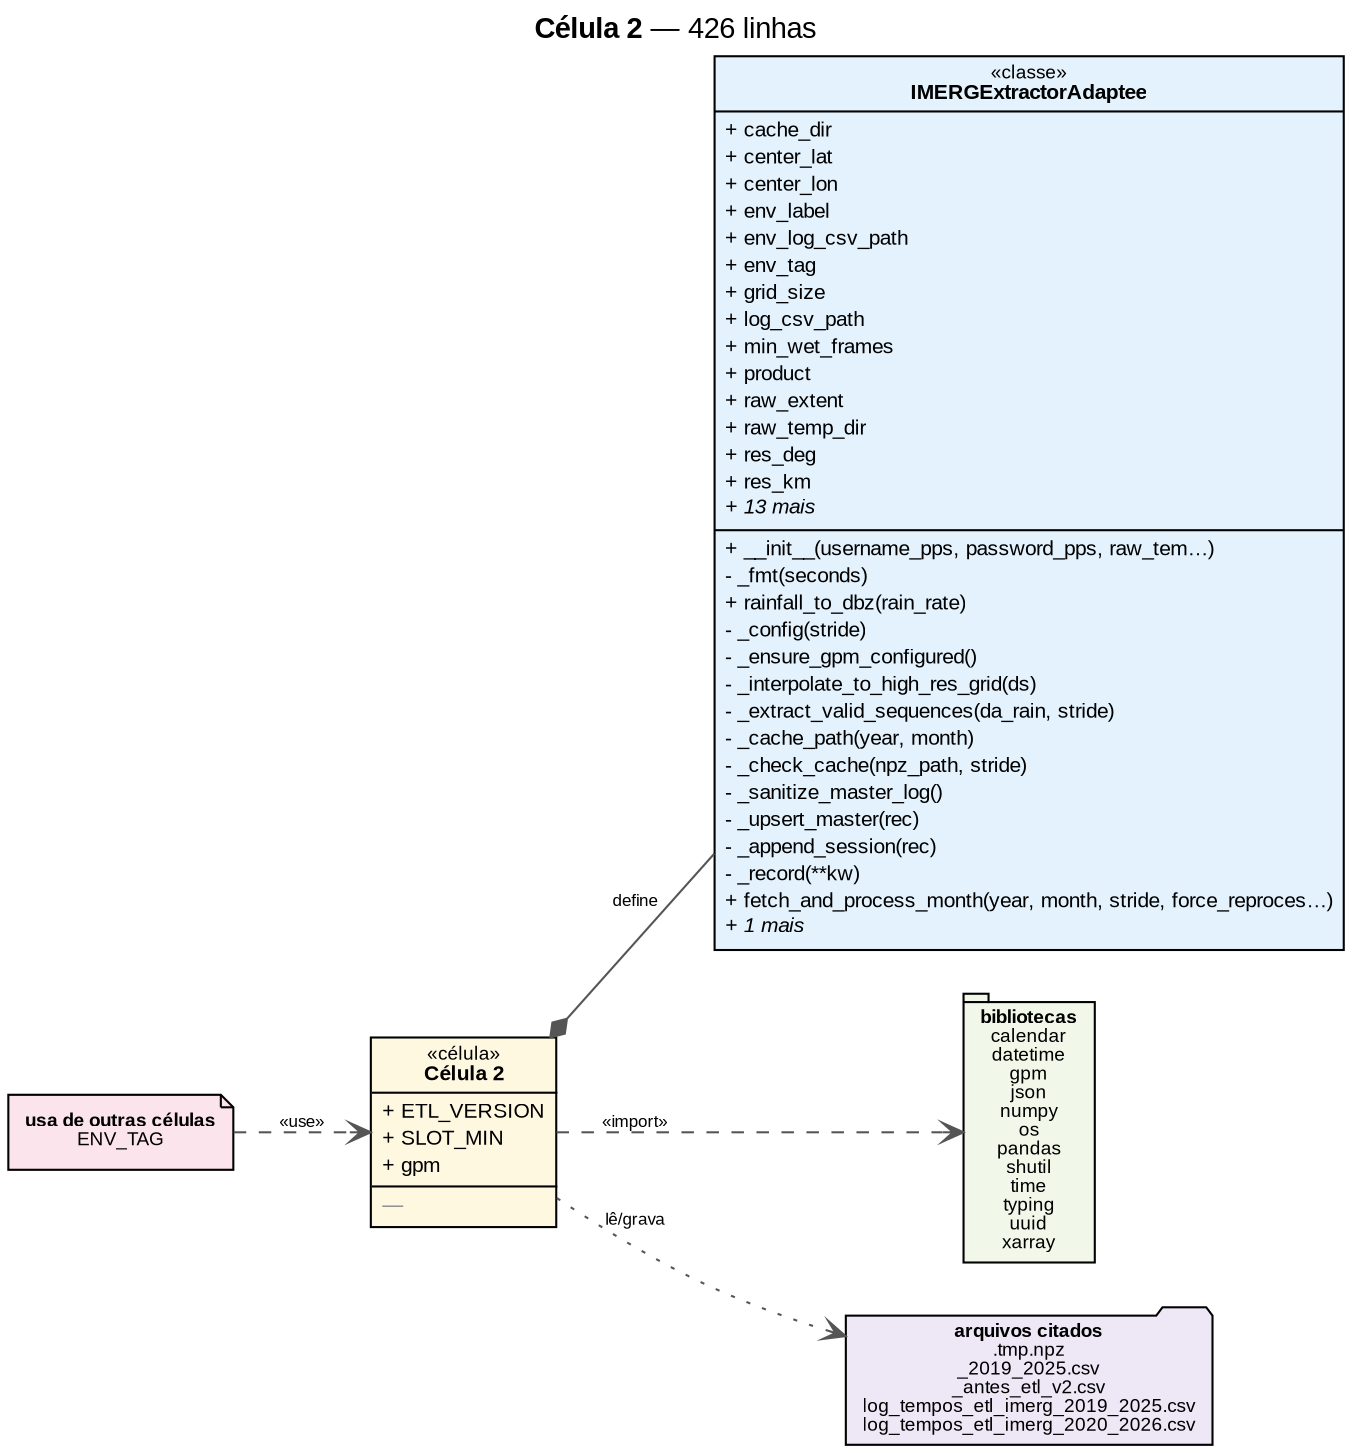 Célula 2 — 426 linhas
«classe»
IMERGExtractorAdaptee
+ cache_dir
+ center_lat
+ center_lon
+ env_label
+ env_log_csv_path
+ env_tag
+ grid_size
+ log_csv_path
+ min_wet_frames
+ product
+ raw_extent
+ raw_temp_dir
+ res_deg
+ res_km
+ 13 mais
+ __init__(username_pps, password_pps, raw_tem…)
- _fmt(seconds)
+ rainfall_to_dbz(rain_rate)
- _config(stride)
- _ensure_gpm_configured()
- _interpolate_to_high_res_grid(ds)
- _extract_valid_sequences(da_rain, stride)
- _cache_path(year, month)
- _check_cache(npz_path, stride)
- _sanitize_master_log()
- _upsert_master(rec)
- _append_session(rec)
- _record(**kw)
+ fetch_and_process_month(year, month, stride, force_reproces…)
+ 1 mais
define
usa de outras células
ENV_TAG
«use»
«célula»
Célula 2
+ ETL_VERSION
+ SLOT_MIN
+ gpm
—
«import»
bibliotecas
calendar
datetime
gpm
json
numpy
os
pandas
shutil
time
typing
uuid
xarray
lê/grava
arquivos citados
.tmp.npz
_2019_2025.csv
_antes_etl_v2.csv
log_tempos_etl_imerg_2019_2025.csv
log_tempos_etl_imerg_2020_2026.csv